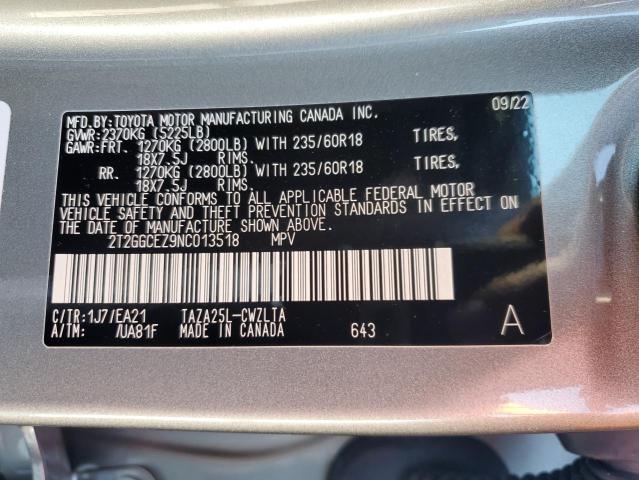 MFD.BY:TOYOTA MOTOR MANUFACTURING CANADA INC. 09/22
GVWR:2370KG (5225LB)
GAWR:FRT. 1270KG (2800LB) WITH 235/60R18 TIRES,
18X7.5J RIMS.
RR. 1270KG (2800LB) WITH 235/60R18 TIRES,
18X7.5J RIMS.
THIS VEHICLE CONFORMS TO ALL APPLICABLE FEDERAL MOTOR
VEHICLE SAFETY AND THEFT PREVENTION STANDARDS IN EFFECT ON
THE DATE OF MANUFACTURE SHOWN ABOVE.
2T2GGCEZ9NC013518 MPV
C/TR:1J7/EA21 TAZA25L-CWZLTA
A/TM: /UA81F MADE IN CANADA 643 A